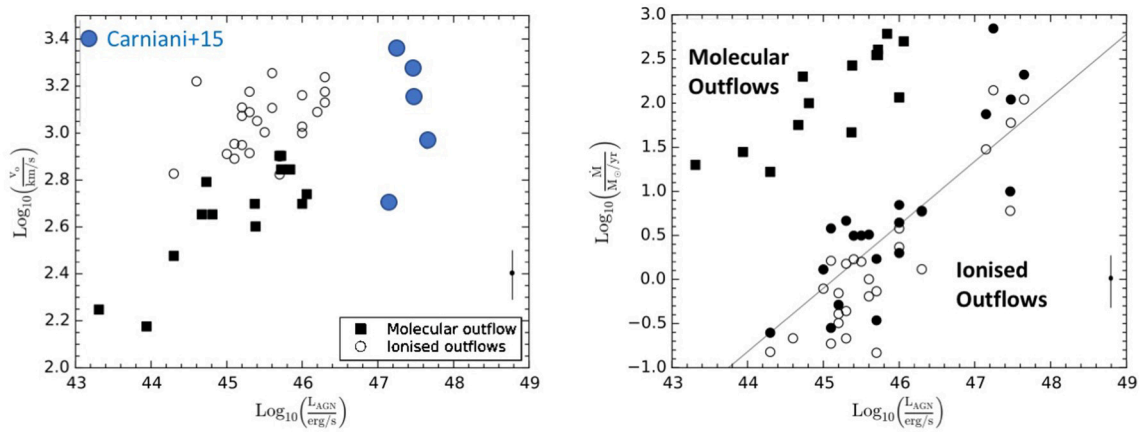 Carniani+15
3.4
3.2
3.0
2.8
2.6
2.4
2.2
2.0
Log10(vo/km/s)
43 44 45 46 47 48 49
Log10(LAGN/erg/s)
Molecular outflow
Ionised outflows
3.0
2.5
2.0
1.5
1.0
0.5
0.0
−0.5
−1.0
Log10(Ṁ/M⊙/yr)
Molecular
Outflows
Ionised
Outflows
43 44 45 46 47 48 49
Log10(LAGN/erg/s)